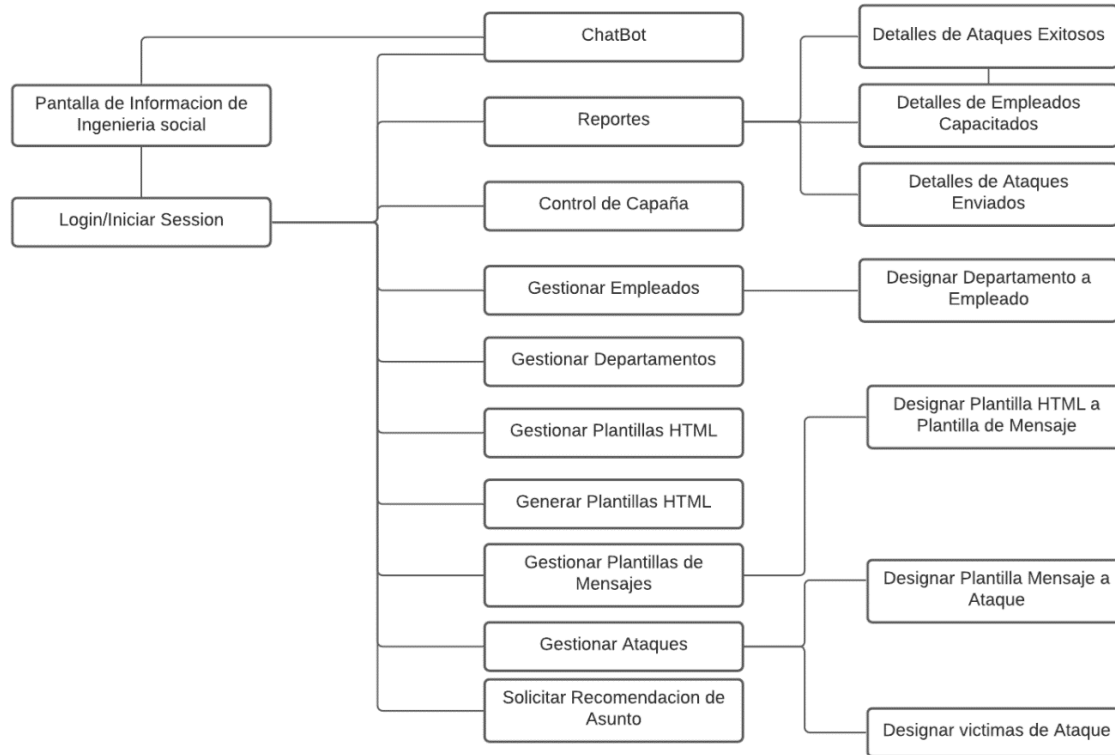 ChatBot
Detalles de Ataques Exitosos
Pantalla de Informacion de
Ingenieria social
Reportes
Detalles de Empleados
Capacitados
Login/Iniciar Session
Control de Capaña
Detalles de Ataques
Enviados
Gestionar Empleados
Designar Departamento a
Empleado
Gestionar Departamentos
Gestionar Plantillas HTML
Designar Plantilla HTML a
Plantilla de Mensaje
Generar Plantillas HTML
Gestionar Plantillas de
Mensajes
Designar Plantilla Mensaje a
Ataque
Gestionar Ataques
Solicitar Recomendacion de
Asunto
Designar victimas de Ataque